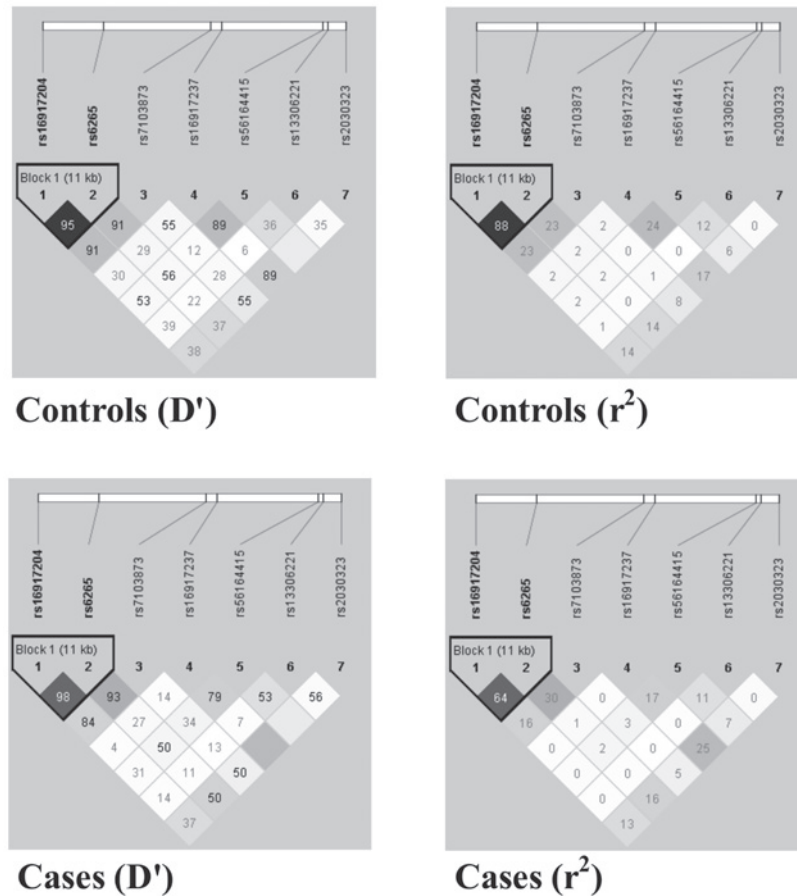 rs16917204 rs6265 rs7103873 rs16917237 rs56164415 rs13306221 rs2030323
Block 1 (11 kb)
1 2 3 4 5 6 7
95 91 55 89 36 35
91 29 12 6
30 56 28 89
53 22 55
39 37
38
Controls (D')
rs16917204 rs6265 rs7103873 rs16917237 rs56164415 rs13306221 rs2030323
Block 1 (11 kb)
1 2 3 4 5 6 7
88 23 2 24 12 0
23 2 0 0 6
2 2 1 17
2 0 8
1 14
14
Controls (r²)
rs16917204 rs6265 rs7103873 rs16917237 rs56164415 rs13306221 rs2030323
Block 1 (11 kb)
1 2 3 4 5 6 7
98 93 14 79 53 56
84 27 34 7
4 50 13
31 11 50
14 50
37
Cases (D')
rs16917204 rs6265 rs7103873 rs16917237 rs56164415 rs13306221 rs2030323
Block 1 (11 kb)
1 2 3 4 5 6 7
64 30 0 17 11 0
16 1 3 0 7
0 2 0 25
0 0 5
0 16
13
Cases (r²)